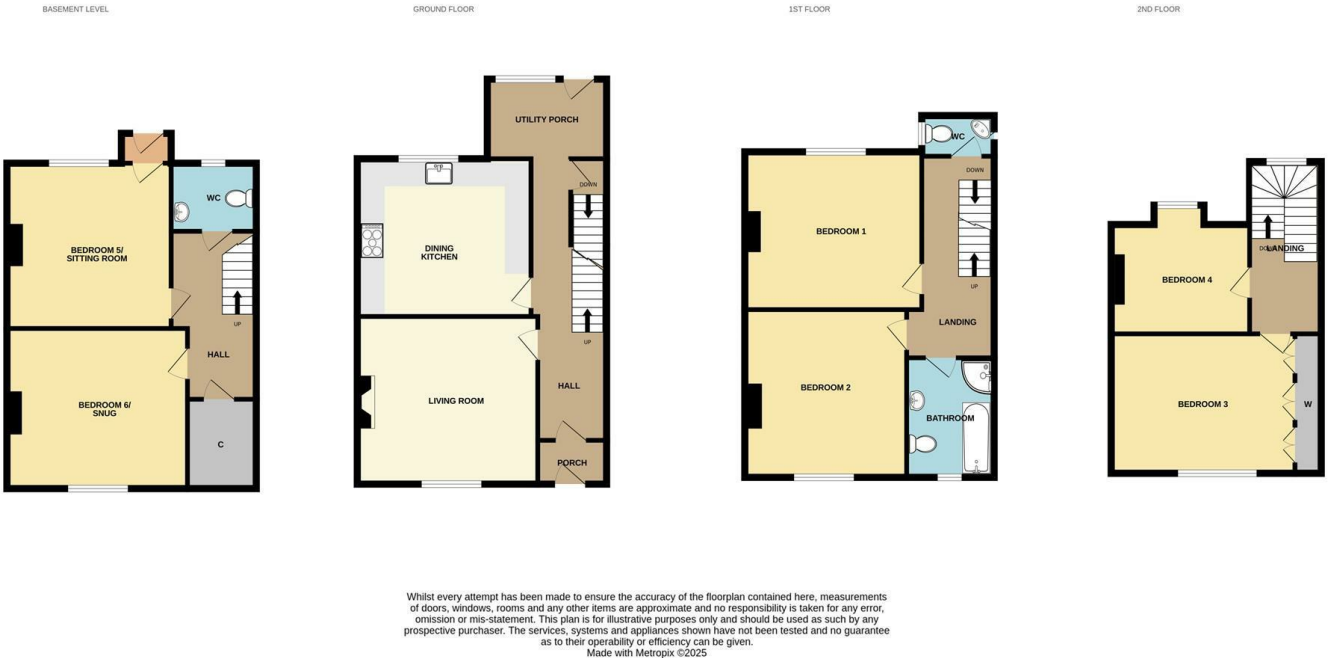 BASEMENT LEVEL
GROUND FLOOR
1ST FLOOR
2ND FLOOR
WC
BEDROOM 5/
SITTING ROOM
UP
HALL
BEDROOM 6/
SNUG
C
UTILITY PORCH
DOWN
DINING
KITCHEN
UP
HALL
LIVING ROOM
PORCH
WC
DOWN
BEDROOM 1
UP
LANDING
BEDROOM 2
BATHROOM
DOWN
LANDING
BEDROOM 4
BEDROOM 3
W
Whilst every attempt has been made to ensure the accuracy of the floorplan contained here, measurements
of doors, windows, rooms and any other items are approximate and no responsibility is taken for any error,
omission or mis-statement. This plan is for illustrative purposes only and should be used as such by any
prospective purchaser. The services, systems and appliances shown have not been tested and no guarantee
as to their operability or efficiency can be given.
Made with Metropix ©2025